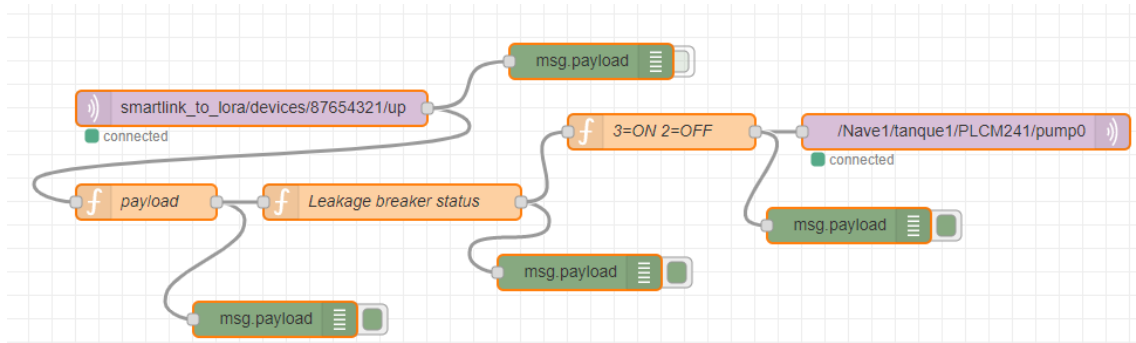 msg.payload
smartlink_to_lora/devices/87654321/up
connected
3=ON 2=OFF
/Nave1/tanque1/PLCM241/pump0
connected
payload
Leakage breaker status
msg.payload
msg.payload
msg.payload